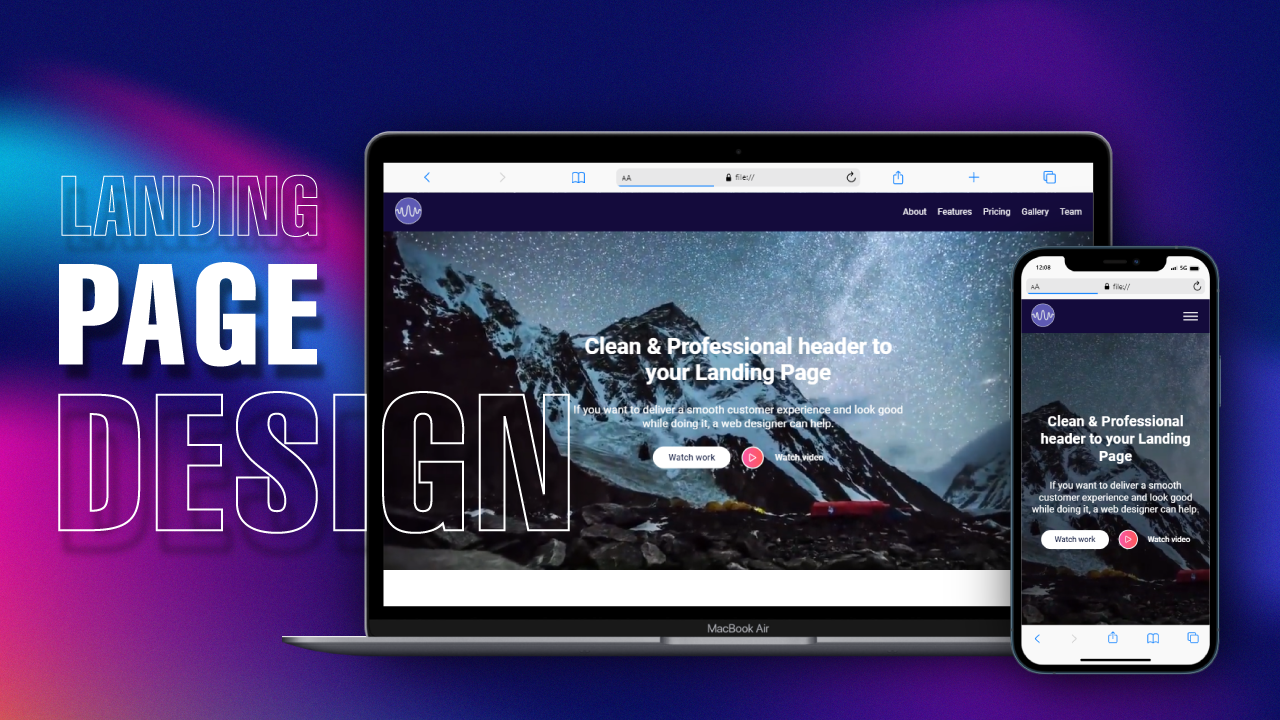 LANDING
PAGE
DESIGN
AA
file://
About Features Pricing Gallery Team
Clean & Professional header to
your Landing Page
If you want to deliver a smooth customer experience and look good
while doing it, a web designer can help.
Watch work Watch video
MacBook Air
12:08 5G
AA
file://
Clean & Professional
header to your Landing
Page
If you want to deliver a smooth
customer experience and look good
while doing it, a web designer can help.
Watch work Watch video